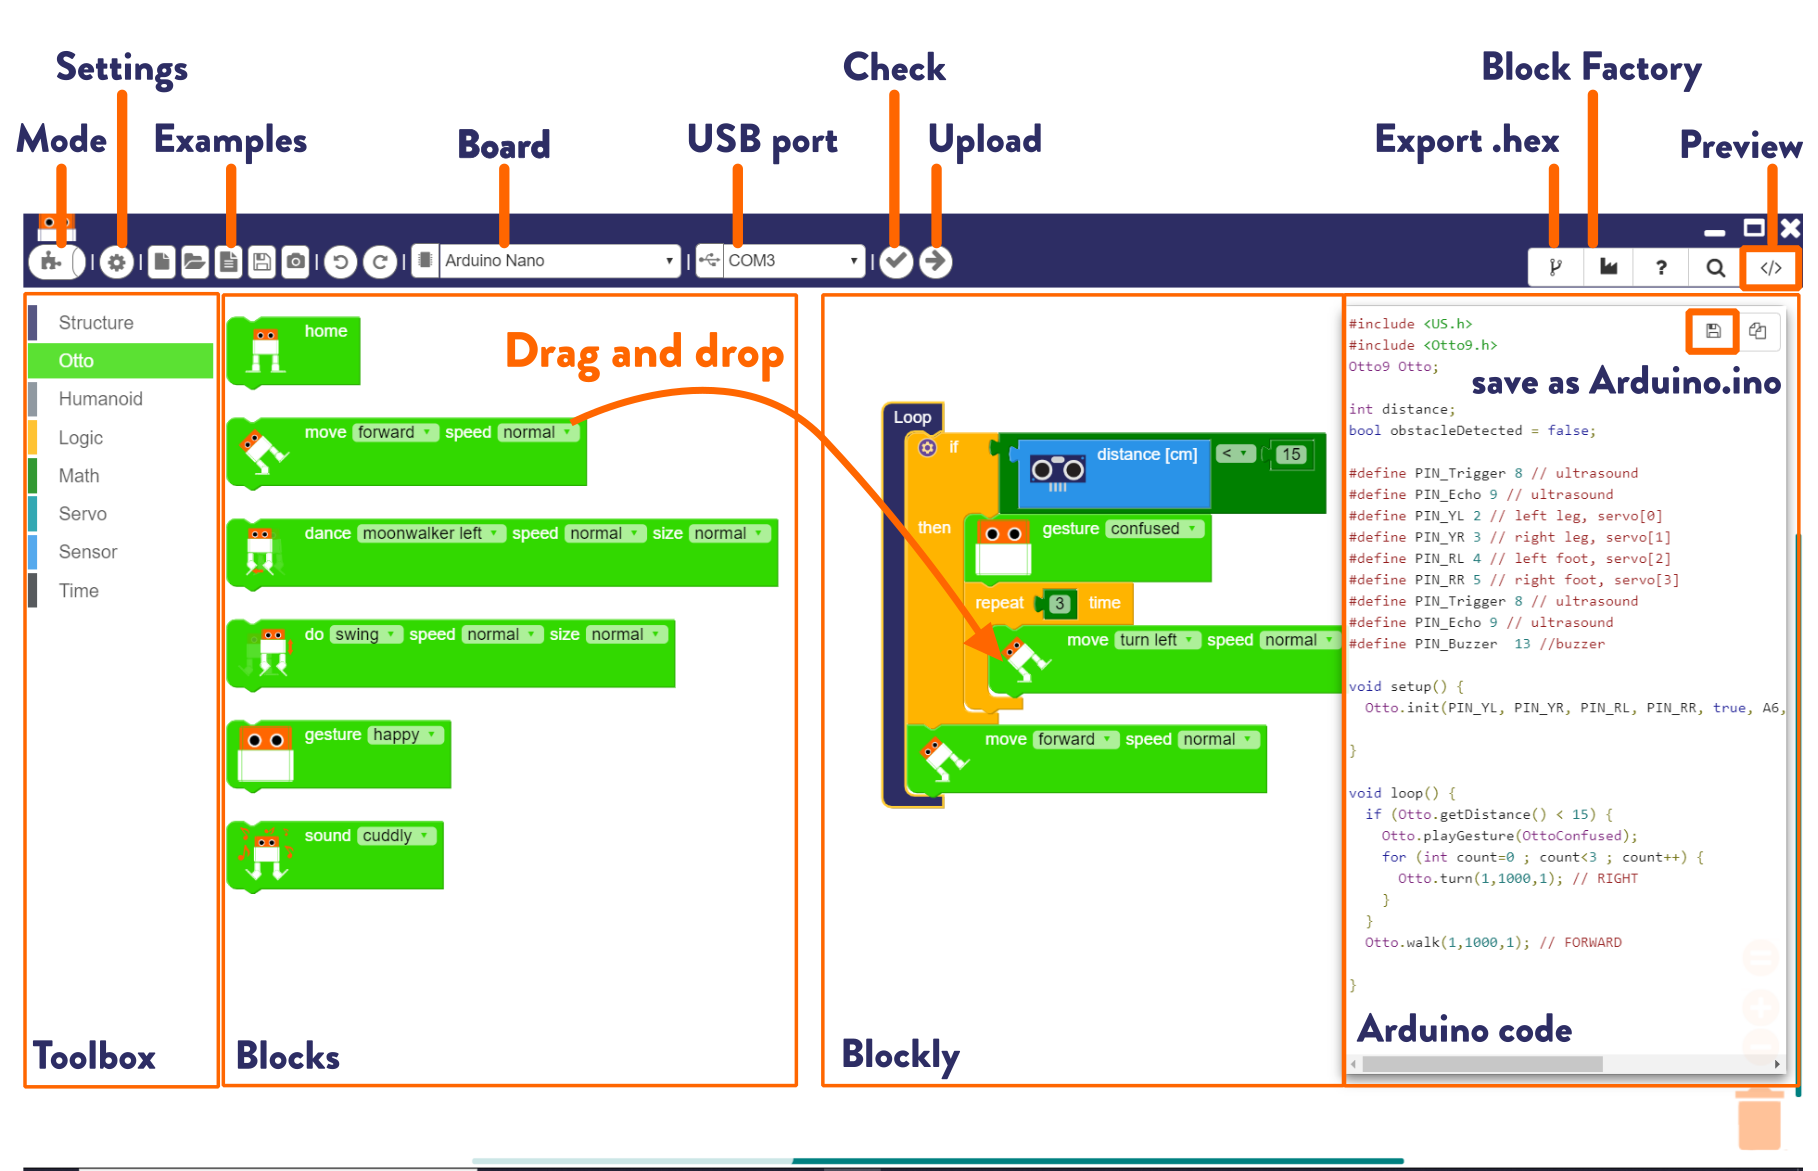 Settings
Check
Block Factory
Mode
Examples
Board
USB port
Upload
Export .hex
Preview
Arduino Nano
COM3
?
</>
Structure
Otto
Humanoid
Logic
Math
Servo
Sensor
Time
Toolbox
home
move forward speed normal
dance moonwalker left speed normal size normal
do swing speed normal size normal
gesture happy
sound cuddly
Blocks
Drag and drop
Loop
if distance [cm] < 15
then gesture confused
repeat 3 time
move turn left speed normal
move forward speed normal
Blockly
#include <US.h>
#include <Otto9.h>
Otto9 Otto;
save as Arduino.ino
int distance;
bool obstacleDetected = false;
#define PIN_Trigger 8 // ultrasound
#define PIN_Echo 9 // ultrasound
#define PIN_YL 2 // left leg, servo[0]
#define PIN_YR 3 // right leg, servo[1]
#define PIN_RL 4 // left foot, servo[2]
#define PIN_RR 5 // right foot, servo[3]
#define PIN_Trigger 8 // ultrasound
#define PIN_Echo 9 // ultrasound
#define PIN_Buzzer  13 //buzzer
void setup() {
Otto.init(PIN_YL, PIN_YR, PIN_RL, PIN_RR, true, A6,
}
void loop() {
if (Otto.getDistance() < 15) {
Otto.playGesture(OttoConfused);
for (int count=0 ; count<3 ; count++) {
Otto.turn(1,1000,1); // RIGHT
}
}
Otto.walk(1,1000,1); // FORWARD
}
Arduino code